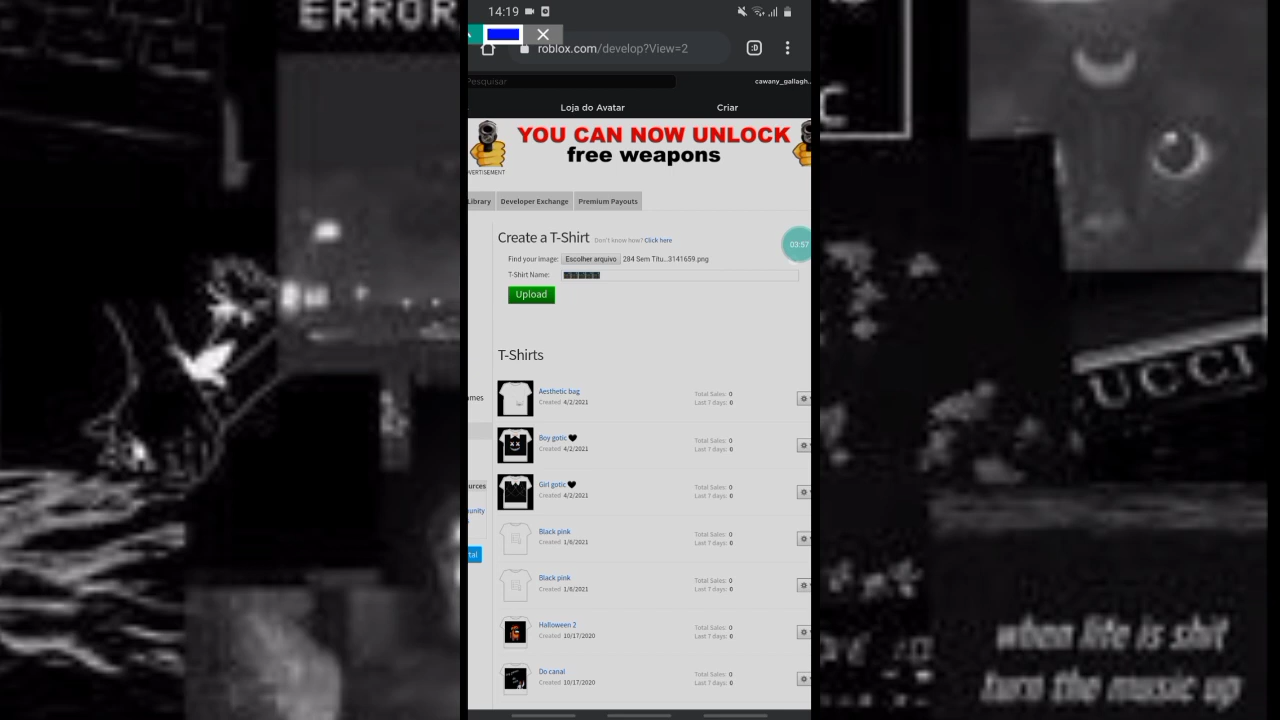 ERROR
14:19
roblox.com/develop?View=2
:D
Pesquisar
cawany_gallagh..
Loja do Avatar
Criar
YOU CAN NOW UNLOCK
free weapons
VERTISEMENT
Library
Developer Exchange
Premium Payouts
Create a T-Shirt
Don't know how? Click here
03:57
Find your image:
Escolher arquivo
284 Sem Títu...3141659.png
T-Shirt Name:
Upload
T-Shirts
Aesthetic bag
Created 4/2/2021
Total Sales: 0
Last 7 days: 0
ames
Boy gotic 🖤
Created 4/2/2021
Total Sales: 0
Last 7 days: 0
Girl gotic 🖤
Created 4/2/2021
Total Sales: 0
Last 7 days: 0
ources
unity
Black pink
Created 1/6/2021
Total Sales: 0
Last 7 days: 0
tal
Black pink
Created 1/6/2021
Total Sales: 0
Last 7 days: 0
Halloween 2
Created 10/17/2020
Total Sales: 0
Last 7 days: 0
Do canal
Created 10/17/2020
Total Sales: 0
Last 7 days: 0
UCCI
when life is shit
turn the music up